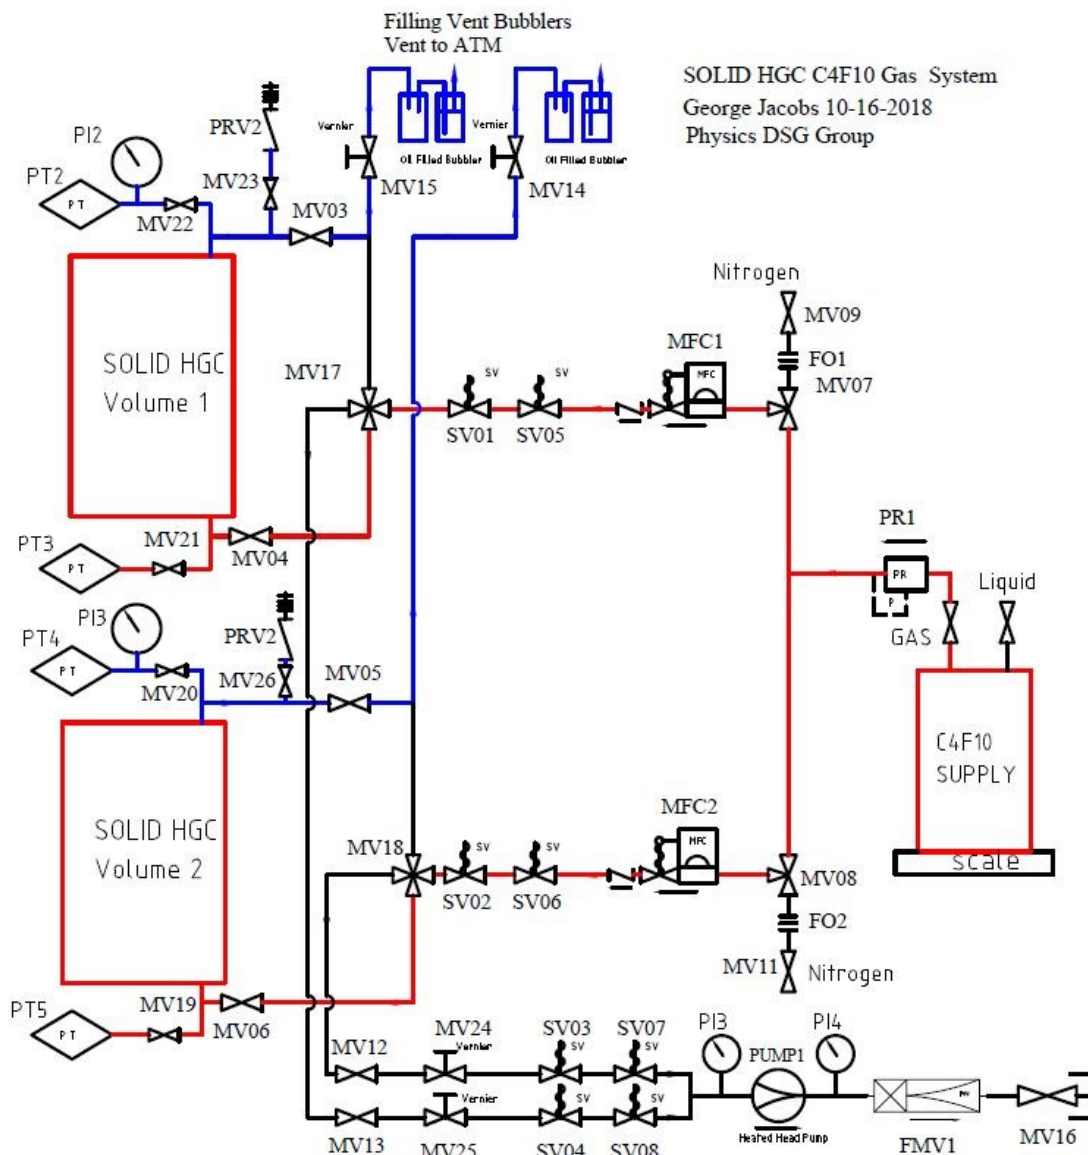 Filling Vent Bubblers
Vent to ATM
SOLID HGC C4F10 Gas System
George Jacobs 10-16-2018
Physics DSG Group
PI2
PRV2
Vernier
Vernier
Oil Filled Bubbler
Oil Filled Bubbler
PT2
PT
MV22
MV23
MV03
MV15
MV14
Nitrogen
MV09
FO1
MV07
MFC1
MFC
SOLID HGC
Volume 1
MV17
SV
SV
SV01
SV05
PT3
PT
MV21
MV04
PR1
PR
P
GAS
Liquid
PI3
PRV2
PT4
PT
MV20
MV26
MV05
C4F10
SUPPLY
scale
MFC2
MFC
SOLID HGC
Volume 2
MV18
SV
SV
SV02
SV06
MV08
FO2
MV11
Nitrogen
PT5
PT
MV19
MV06
MV12
MV24
Vernier
SV03
SV
SV07
SV
PI3
PUMP1
PI4
MV13
Vernier
MV25
SV
SV04
SV
SV08
Heated Head Pump
FMV1
MV16